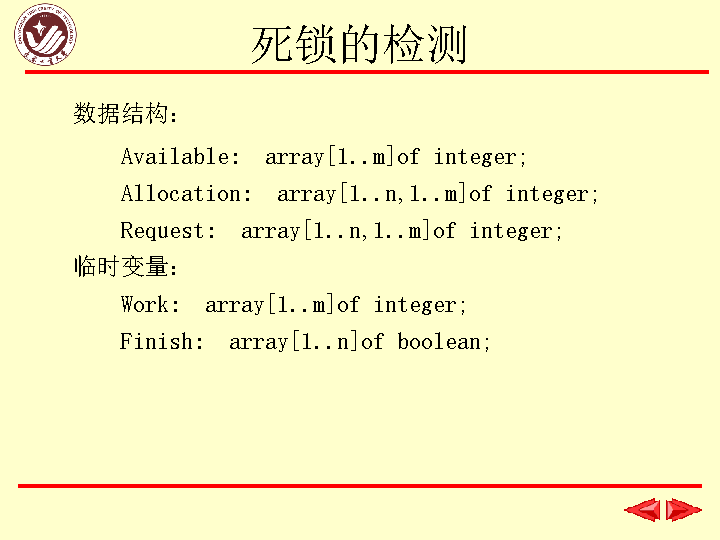 死锁的检测
数据结构：
Available: array[1..m]of integer;
Allocation: array[1..n,1..m]of integer;
Request: array[1..n,1..m]of integer;
临时变量：
Work: array[1..m]of integer;
Finish: array[1..n]of boolean;